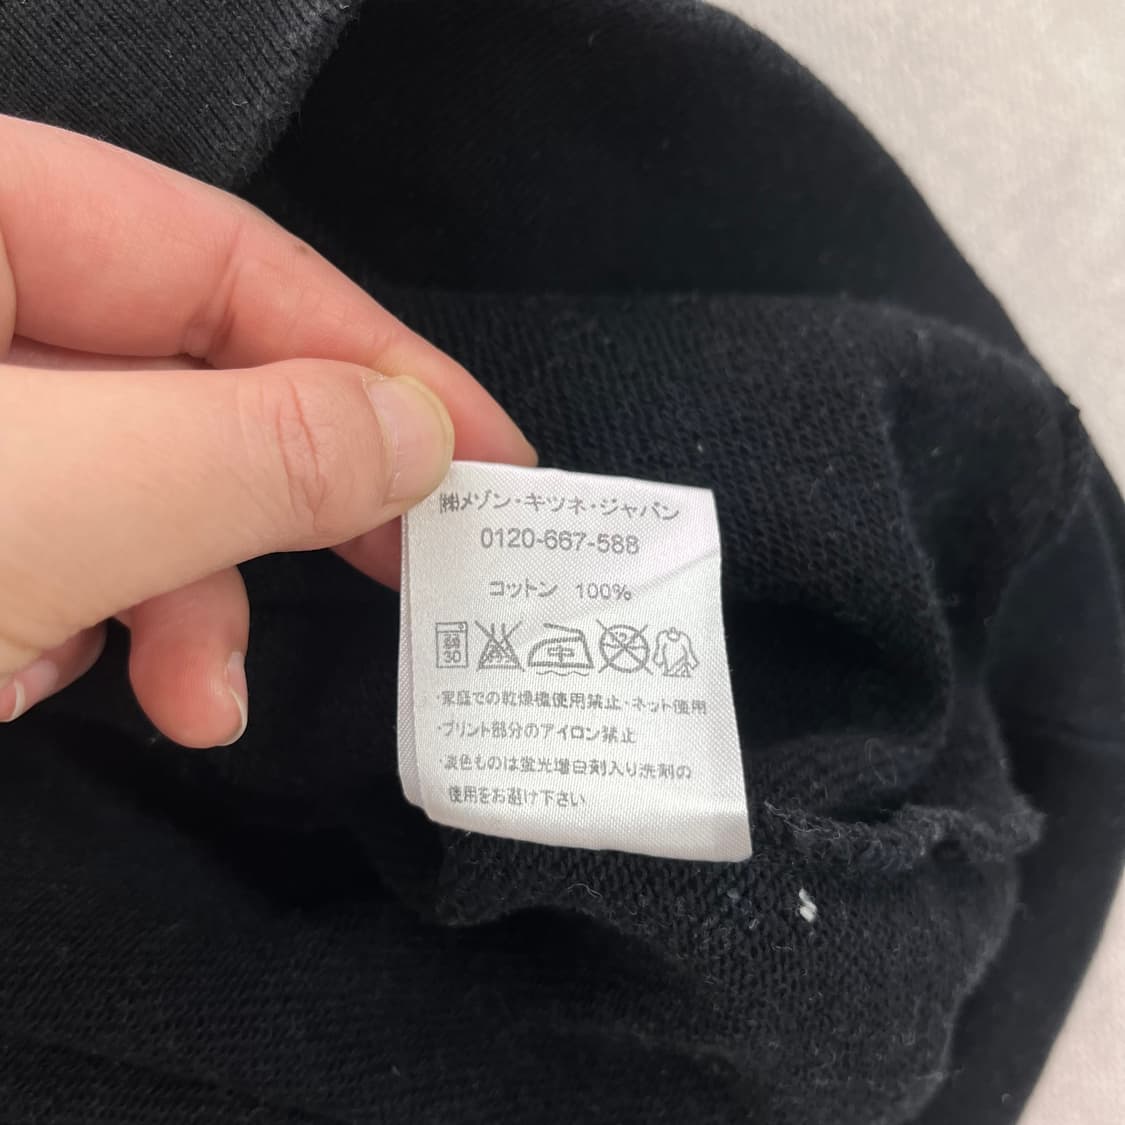 ㈱メゾン・キツネ・ジャパン
0120-667-588
コットン 100%
弱 30 中
・家庭での乾燥機使用禁止・ネット使用
・プリント部分のアイロン禁止
・淡色ものは蛍光増白剤入り洗剤の
使用をお避け下さい